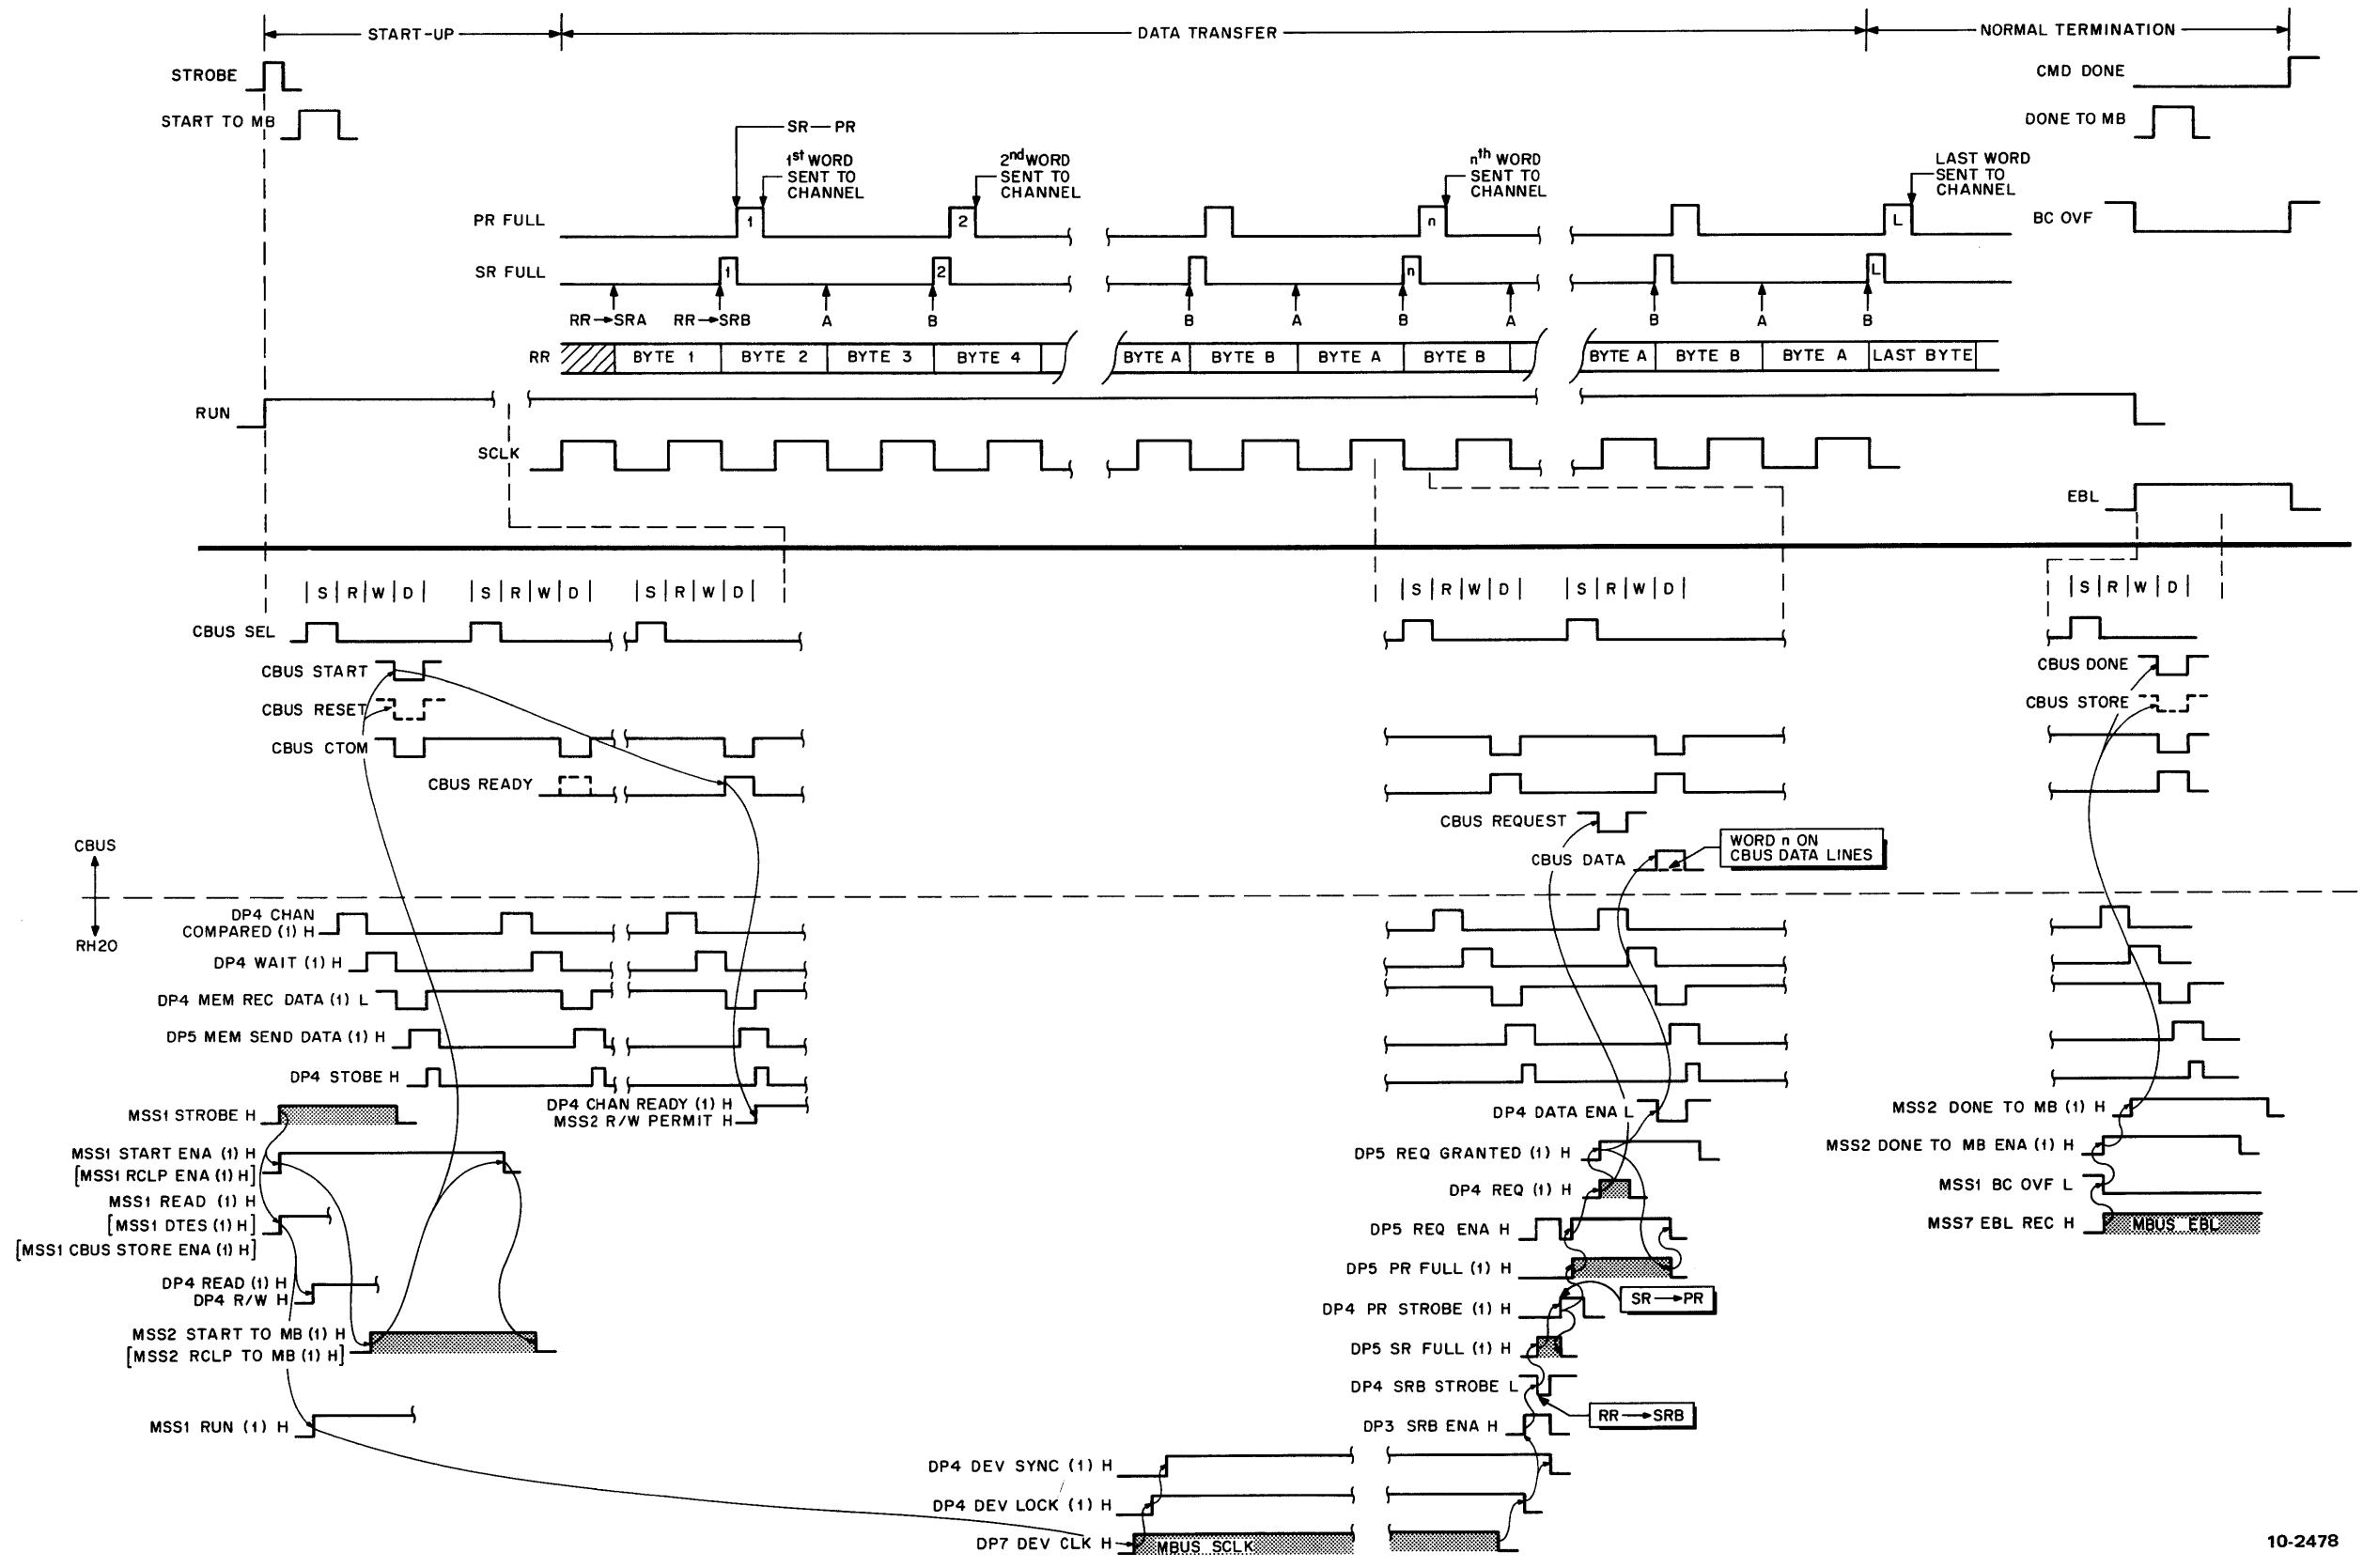 START-UP
DATA TRANSFER
NORMAL TERMINATION
STROBE
CMD DONE
START TO MB
DONE TO MB
SR—PR
1st WORD
SENT TO
CHANNEL
2nd WORD
SENT TO
CHANNEL
nth WORD
SENT TO
CHANNEL
LAST WORD
SENT TO
CHANNEL
PR FULL
1
2
n
L
BC OVF
SR FULL
1
2
n
L
RR→SRA
RR→SRB
A
B
B
A
B
A
B
A
B
RR
BYTE 1
BYTE 2
BYTE 3
BYTE 4
BYTE A
BYTE B
BYTE A
BYTE B
BYTE A
BYTE B
BYTE A
LAST BYTE
RUN
SCLK
EBL
S R W D
S R W D
S R W D
S R W D
S R W D
S R W D
CBUS SEL
CBUS START
CBUS DONE
CBUS RESET
CBUS STORE
CBUS CTOM
CBUS READY
CBUS REQUEST
CBUS DATA
WORD n ON
CBUS DATA LINES
CBUS
RH20
DP4 CHAN
COMPARED (1) H
DP4 WAIT (1) H
DP4 MEM REC DATA (1) L
DP5 MEM SEND DATA (1) H
DP4 STOBE H
DP4 CHAN READY (1) H
MSS2 R/W PERMIT H
MSS1 STROBE H
DP4 DATA ENA L
MSS2 DONE TO MB (1) H
MSS1 START ENA (1) H
[MSS1 RCLP ENA (1) H]
DP5 REQ GRANTED (1) H
MSS2 DONE TO MB ENA (1) H
MSS1 READ (1) H
[MSS1 DTES (1) H]
[MSS1 CBUS STORE ENA (1) H]
DP4 REQ (1) H
MSS1 BC OVF L
DP5 REQ ENA H
MSS7 EBL REC H
MBUS EBL
DP5 PR FULL (1) H
DP4 READ (1) H
DP4 R/W H
SR→PR
DP4 PR STROBE (1) H
MSS2 START TO MB (1) H
[MSS2 RCLP TO MB (1) H]
DP5 SR FULL (1) H
DP4 SRB STROBE L
RR→SRB
MSS1 RUN (1) H
DP3 SRB ENA H
DP4 DEV SYNC (1) H
DP4 DEV LOCK (1) H
DP7 DEV CLK H
MBUS SCLK
10-2478